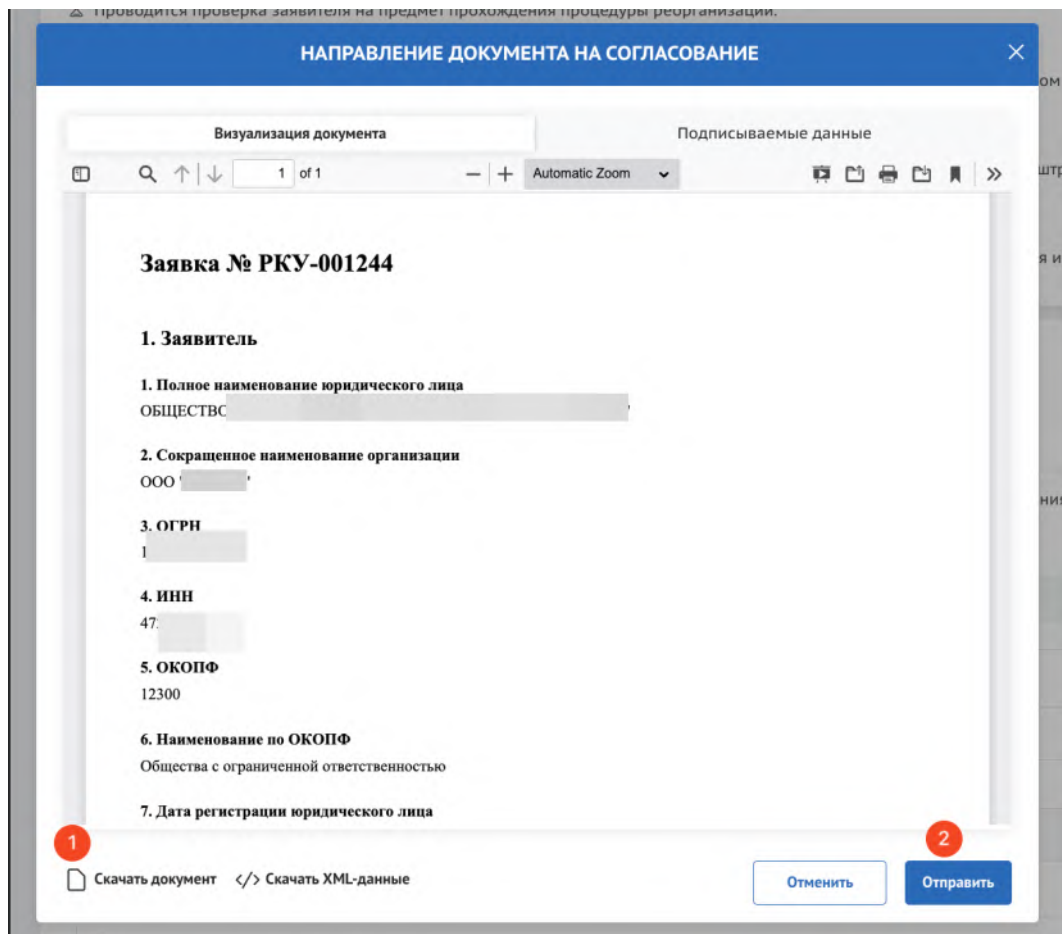 Проводится проверка заявителя на предмет прохождения процедуры реорганизации.
НАПРАВЛЕНИЕ ДОКУМЕНТА НА СОГЛАСОВАНИЕ
Визуализация документа
Подписываемые данные
1 of 1
Automatic Zoom
Заявка № РКУ-001244
1. Заявитель
1. Полное наименование юридического лица
ОБЩЕСТВО
2. Сокращенное наименование организации
ООО ' '
3. ОГРН
1
4. ИНН
47
5. ОКОПФ
12300
6. Наименование по ОКОПФ
Общества с ограниченной ответственностью
7. Дата регистрации юридического лица
1
2
Скачать документ </> Скачать XML-данные
Отменить
Отправить